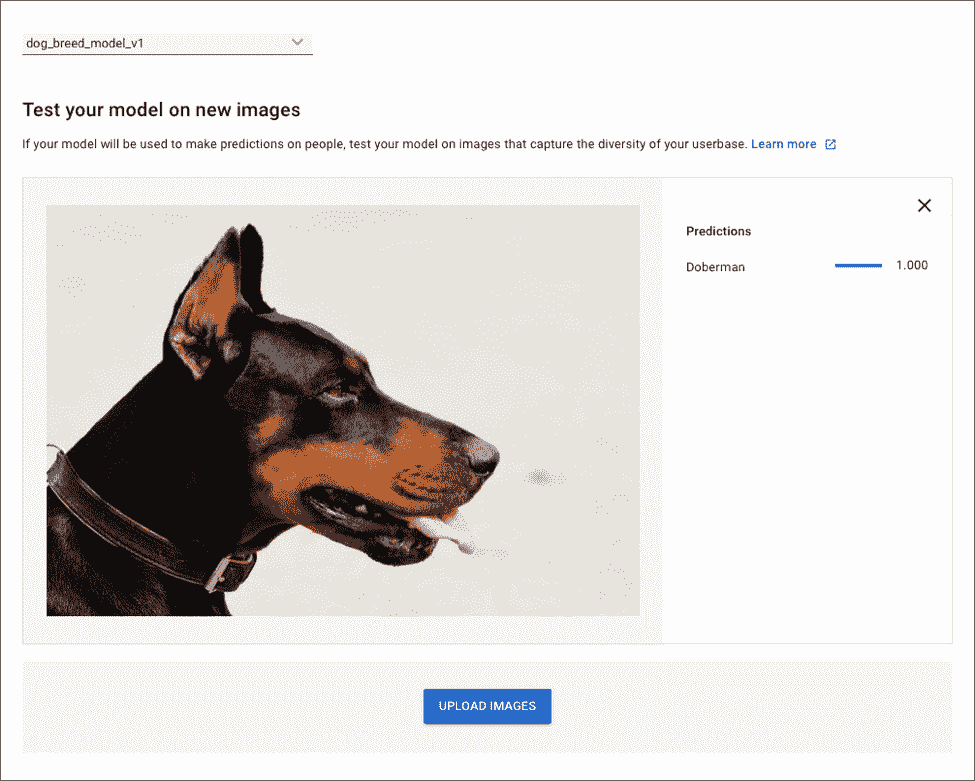 dog_breed_model_v1
Test your model on new images
If your model will be used to make predictions on people, test your model on images that capture the diversity of your userbase. Learn more
Predictions
Doberman 1.000
UPLOAD IMAGES